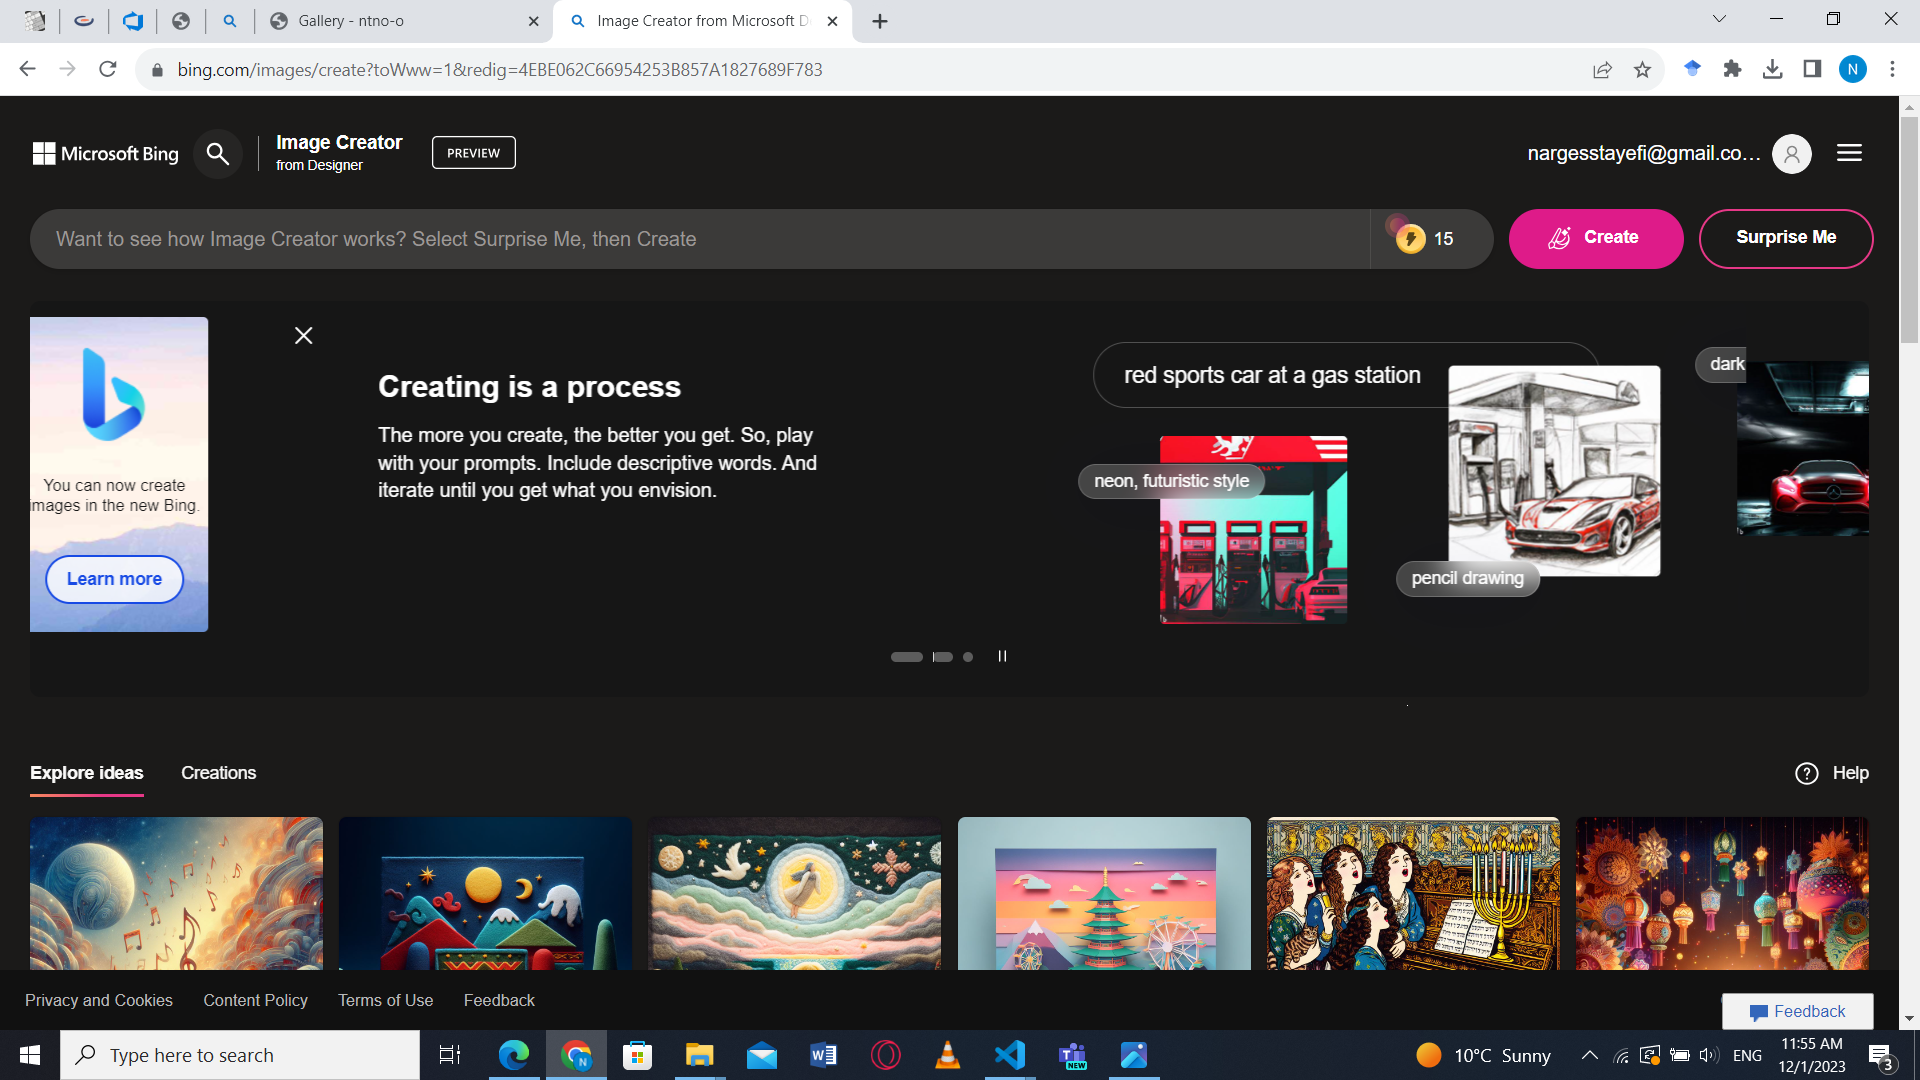 Gallery - ntno-o
Image Creator from Microsoft D
bing.com/images/create?toWww=1&redig=4EBE062C66954253B857A1827689F783
N
Microsoft Bing
Image Creator
from Designer
PREVIEW
nargesstayefi@gmail.co...
Want to see how Image Creator works? Select Surprise Me, then Create
15
Create
Surprise Me
You can now create
images in the new Bing.
Learn more
Creating is a process
The more you create, the better you get. So, play
with your prompts. Include descriptive words. And
iterate until you get what you envision.
red sports car at a gas station
neon, futuristic style
pencil drawing
dark
Explore ideas
Creations
Help
Privacy and Cookies
Content Policy
Terms of Use
Feedback
Feedback
Type here to search
N
NEW
10°C Sunny
ENG
11:55 AM
12/1/2023
3